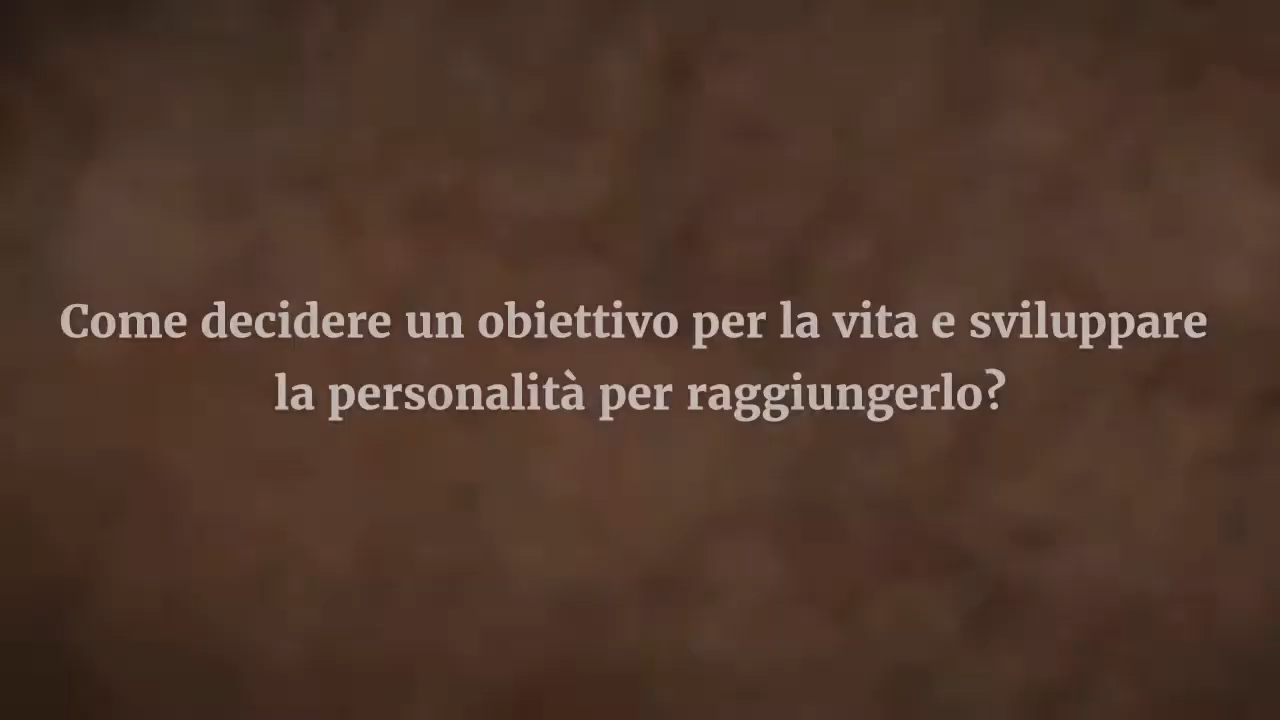 Come decidere un obiettivo per la vita e sviluppare
la personalità per raggiungerlo?